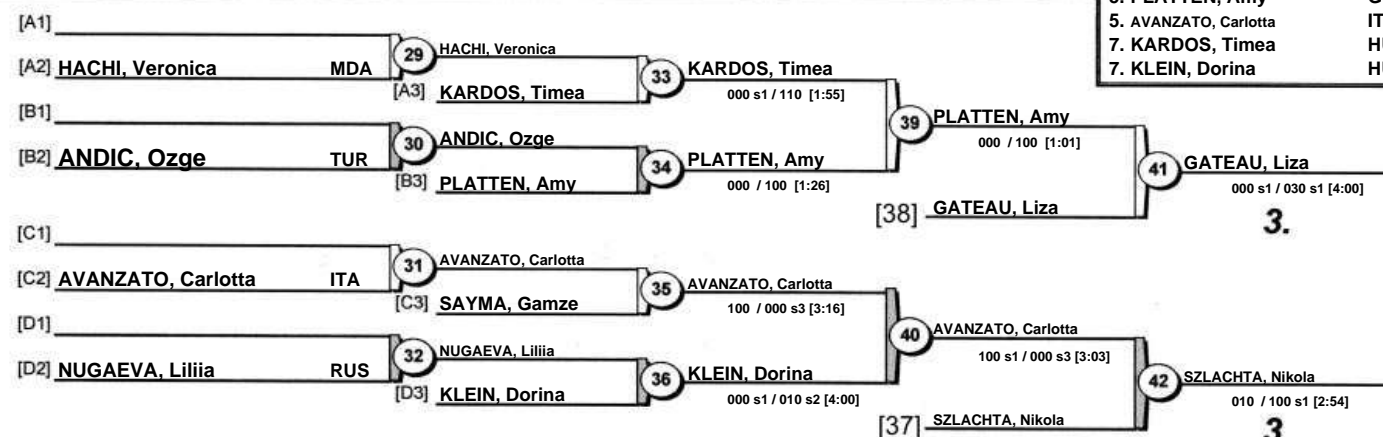 5. AVANZATO, Carlotta
7. KARDOS, Timea
7. KLEIN, Dorina
[A1]
[A2] HACHI, Veronica MDA
29
HACHI, Veronica
[A3] KARDOS, Timea
33
KARDOS, Timea
000 s1 / 110 [1:55]
[B1]
[B2] ANDIC, Ozge TUR
30
ANDIC, Ozge
[B3] PLATTEN, Amy
34
PLATTEN, Amy
000 / 100 [1:26]
39
PLATTEN, Amy
000 / 100 [1:01]
[38] GATEAU, Liza
41
GATEAU, Liza
000 s1 / 030 s1 [4:00]
3.
[C1]
[C2] AVANZATO, Carlotta ITA
31
AVANZATO, Carlotta
[C3] SAYMA, Gamze
35
AVANZATO, Carlotta
100 / 000 s3 [3:16]
[D1]
[D2] NUGAEVA, Liliia RUS
32
NUGAEVA, Liliia
[D3] KLEIN, Dorina
36
KLEIN, Dorina
000 s1 / 010 s2 [4:00]
40
AVANZATO, Carlotta
100 s1 / 000 s3 [3:03]
[37] SZLACHTA, Nikola
42
SZLACHTA, Nikola
010 / 100 s1 [2:54]
3